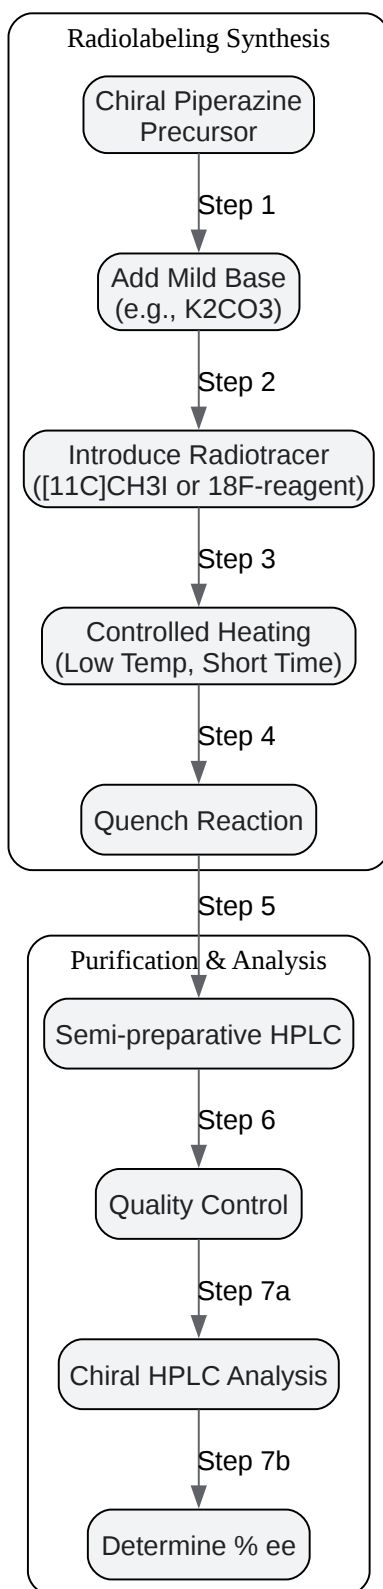 Radiolabeling Synthesis
Chiral Piperazine
Precursor
Step 1
Add Mild Base
(e.g., K2CO3)
Step 2
Introduce Radiotracer
([11C]CH3I or 18F-reagent)
Step 3
Controlled Heating
(Low Temp, Short Time)
Step 4
Quench Reaction
Step 5
Purification & Analysis
Semi-preparative HPLC
Step 6
Quality Control
Step 7a
Chiral HPLC Analysis
Step 7b
Determine % ee